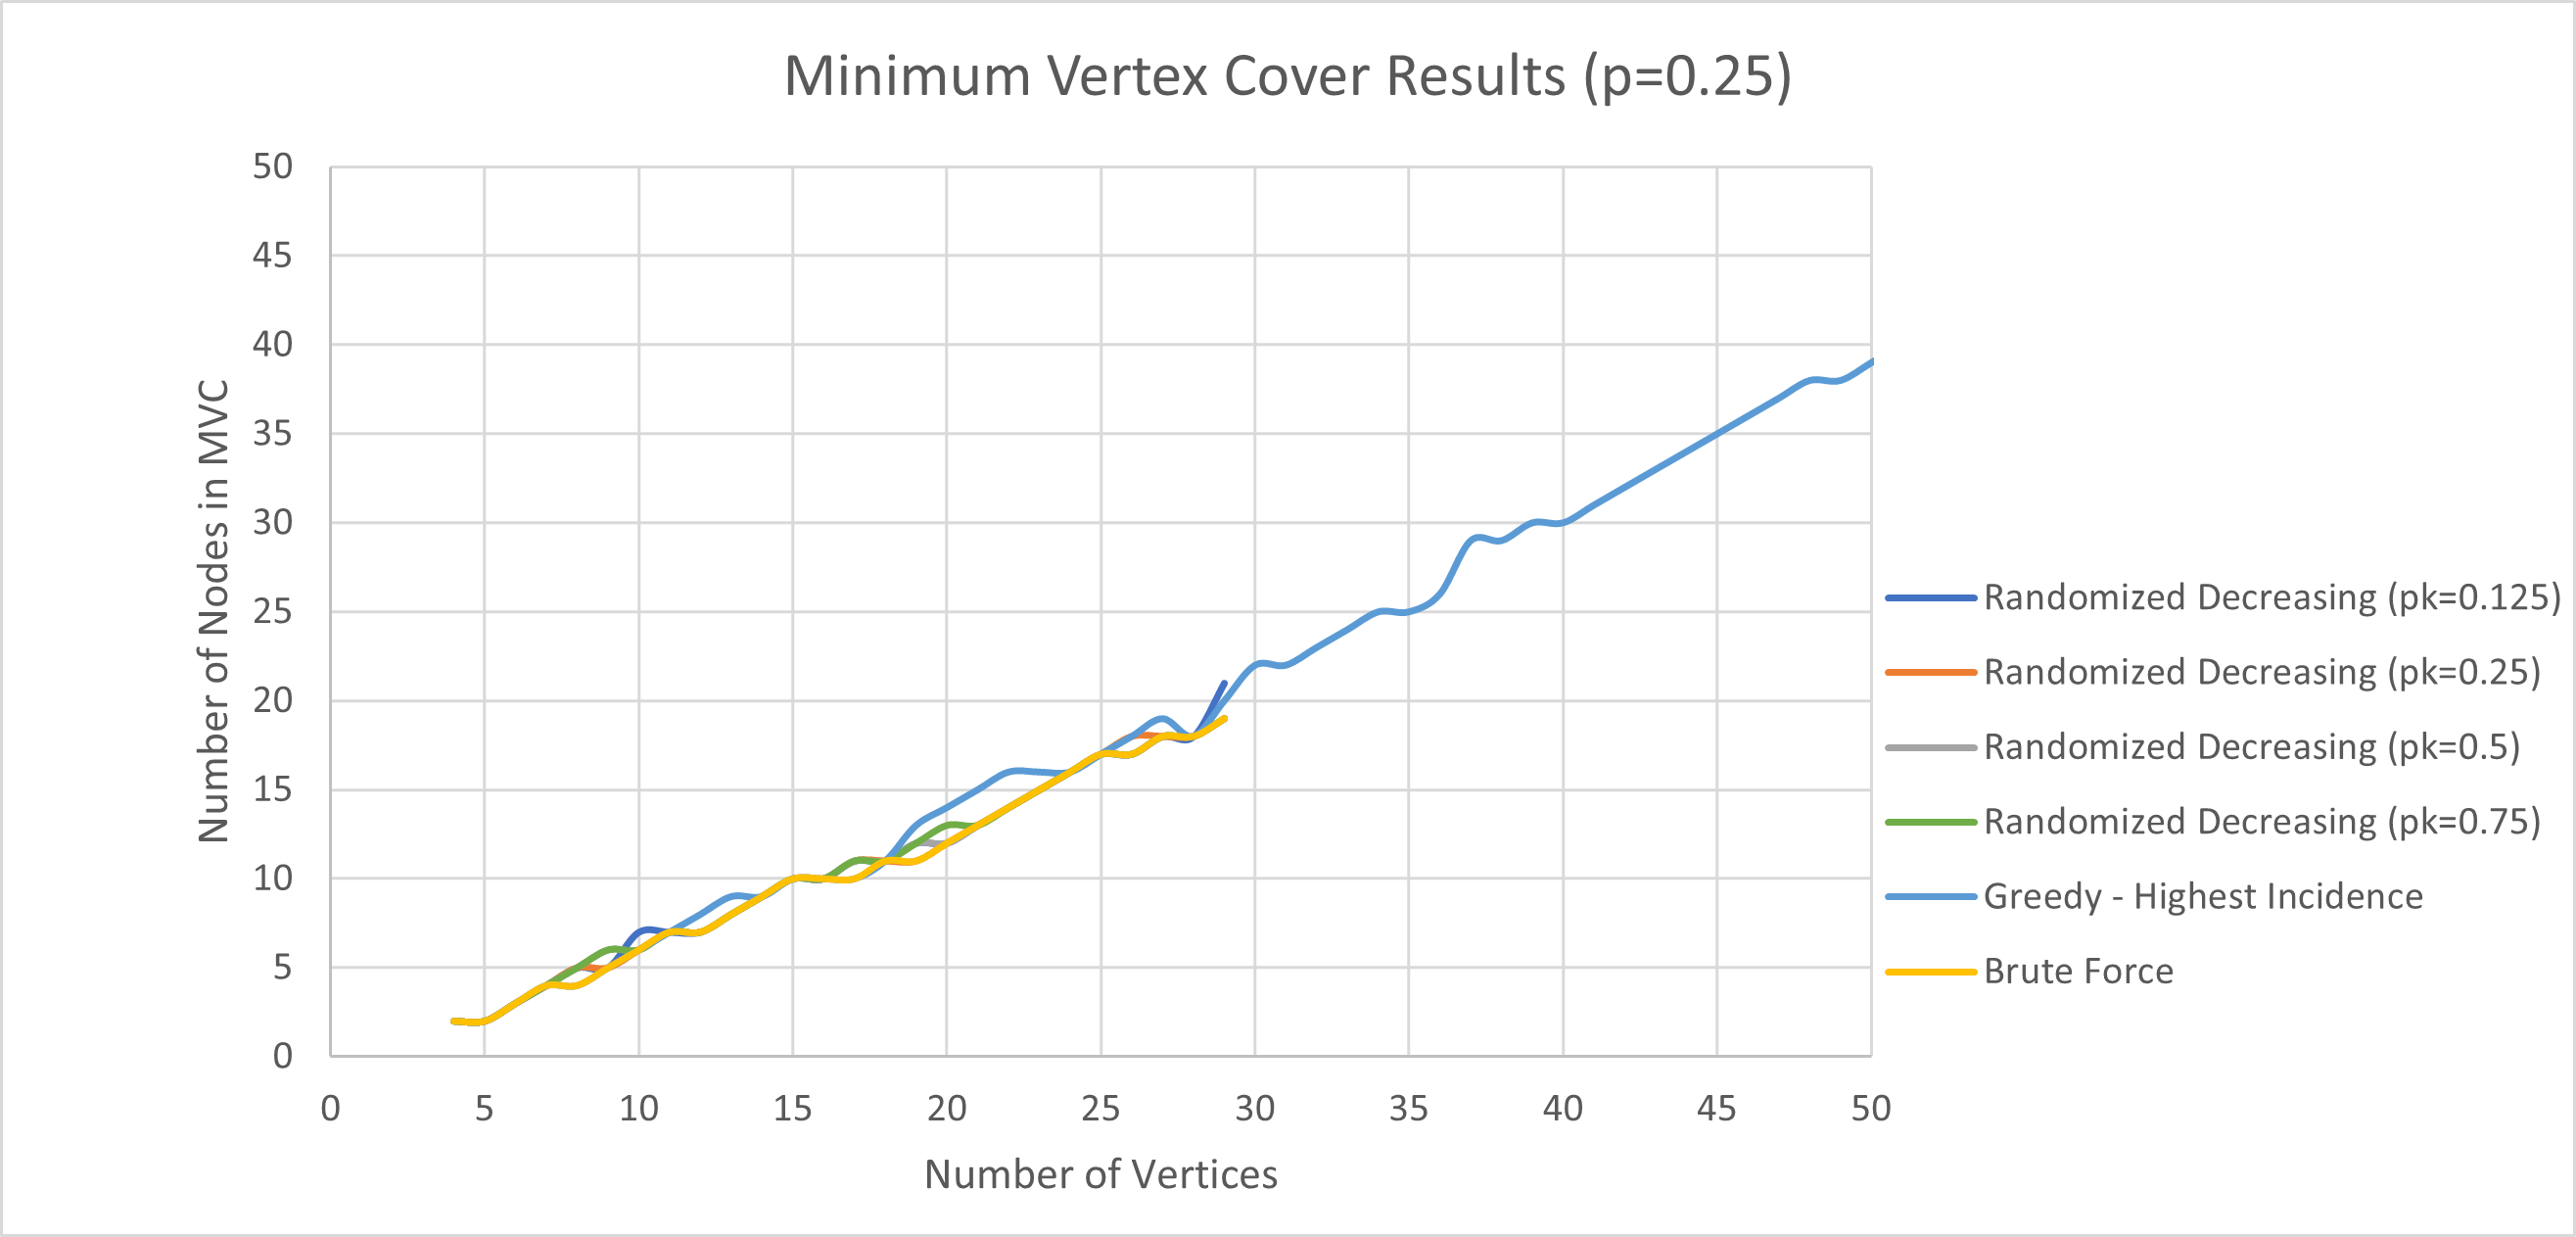 Minimum Vertex Cover Results (p=0.25)
Number of Nodes in MVC
50
45
40
35
30
25
20
15
10
5
0
0 5 10 15 20 25 30 35 40 45 50
Number of Vertices
Randomized Decreasing (pk=0.125)
Randomized Decreasing (pk=0.25)
Randomized Decreasing (pk=0.5)
Randomized Decreasing (pk=0.75)
Greedy - Highest Incidence
Brute Force